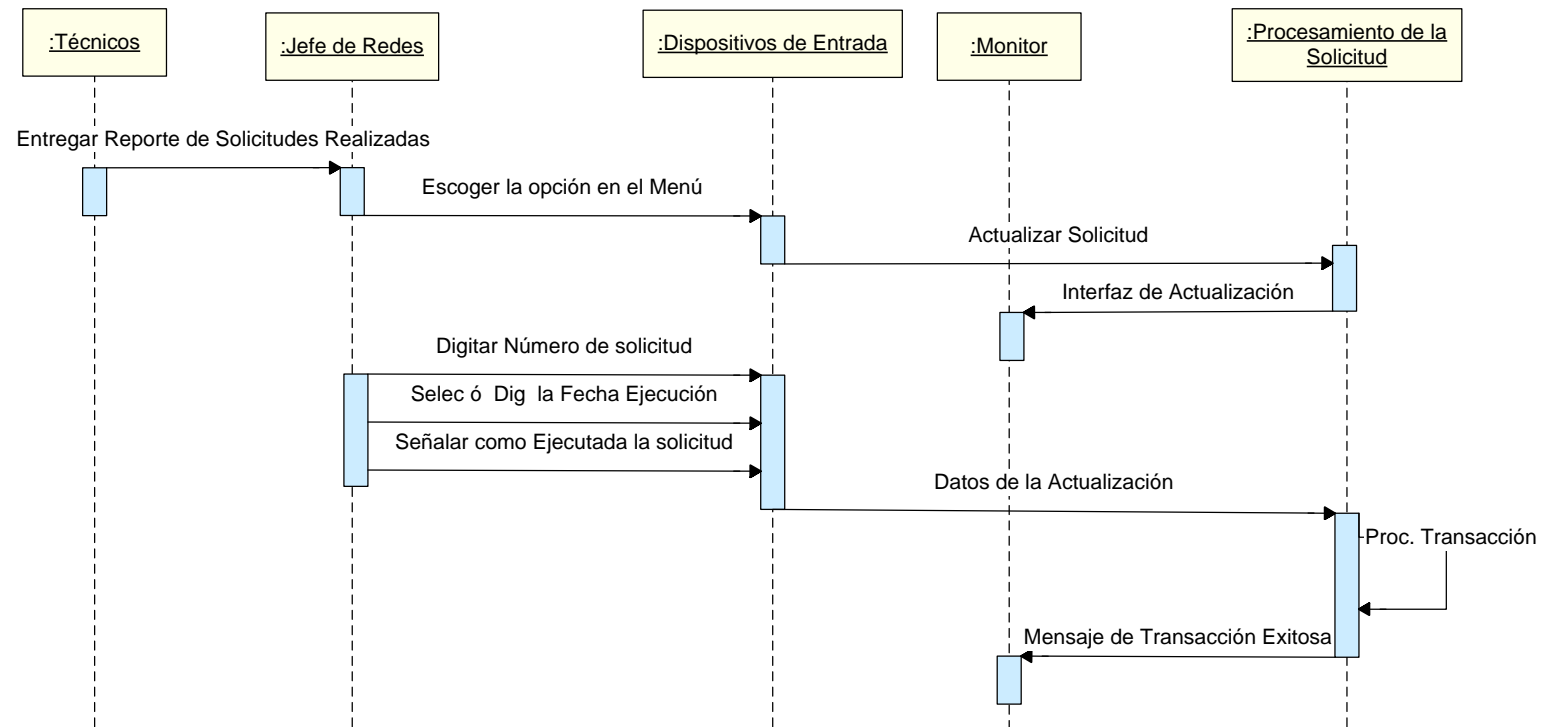 :Técnicos
:Jefe de Redes
:Dispositivos de Entrada
:Monitor
:Procesamiento de la
Solicitud
Entregar Reporte de Solicitudes Realizadas
Escoger la opción en el Menú
Actualizar Solicitud
Interfaz de Actualización
Digitar Número de solicitud
Selec ó  Dig  la Fecha Ejecución
Señalar como Ejecutada la solicitud
Datos de la Actualización
Proc. Transacción
Mensaje de Transacción Exitosa